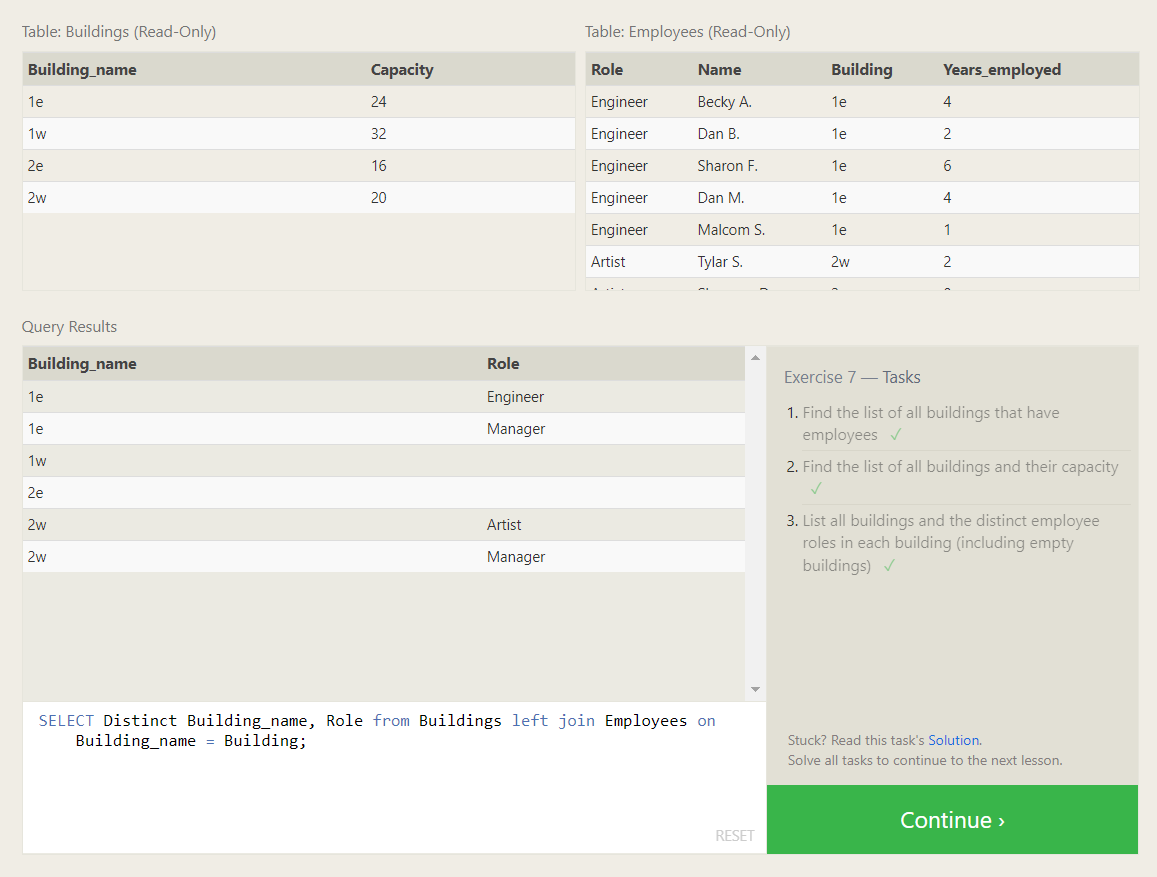 Table: Buildings (Read-Only)
Building_name Capacity
1e 24
1w 32
2e 16
2w 20
Table: Employees (Read-Only)
Role Name Building Years_employed
Engineer Becky A. 1e 4
Engineer Dan B. 1e 2
Engineer Sharon F. 1e 6
Engineer Dan M. 1e 4
Engineer Malcom S. 1e 1
Artist Tylar S. 2w 2
Query Results
Building_name Role
1e Engineer
1e Manager
1w
2e
2w Artist
2w Manager
Exercise 7 — Tasks
1. Find the list of all buildings that have
employees ✓
2. Find the list of all buildings and their capacity
✓
3. List all buildings and the distinct employee
roles in each building (including empty
buildings) ✓
SELECT Distinct Building_name, Role from Buildings left join Employees on
Building_name = Building;
RESET
Stuck? Read this task's Solution.
Solve all tasks to continue to the next lesson.
Continue ›